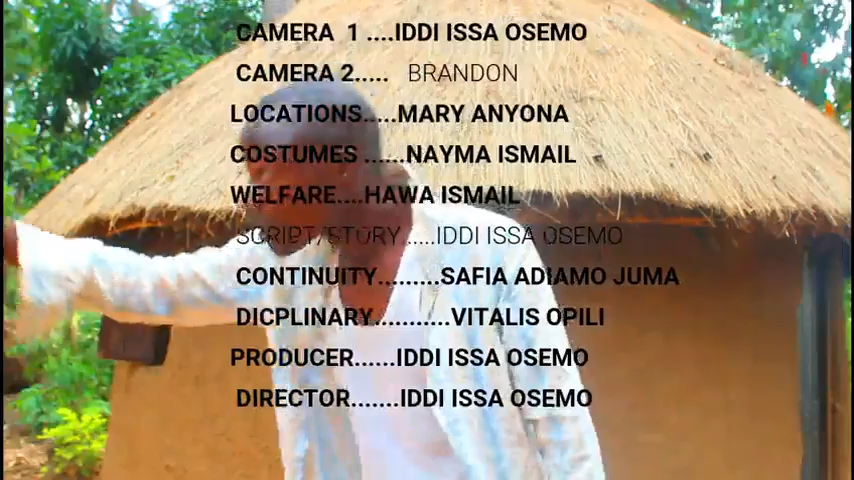 CAMERA 1 ....IDDI ISSA OSEMO
CAMERA 2..... BRANDON
LOCATIONS.....MARY ANYONA
COSTUMES ......NAYMA ISMAIL
WELFARE....HAWA ISMAIL
SCRIPT/STORY.....IDDI ISSA OSEMO
CONTINUITY.........SAFIA ADIAMO JUMA
DICPLINARY...........VITALIS OPILI
PRODUCER......IDDI ISSA OSEMO
DIRECTOR.......IDDI ISSA OSEMO